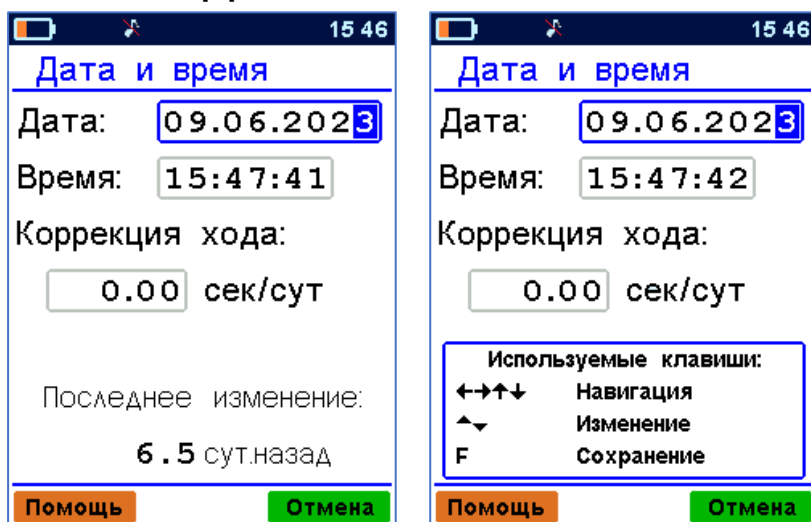 15 46
Дата и время
Дата: 09.06.2023
Время: 15:47:41
Коррекция хода:
0.00 сек/сут
Последнее изменение:
6.5 сут.назад
Помощь Отмена
15 46
Дата и время
Дата: 09.06.2023
Время: 15:47:42
Коррекция хода:
0.00 сек/сут
Используемые клавиши:
←→↑↓ Навигация
▲▼ Изменение
F Сохранение
Помощь Отмена